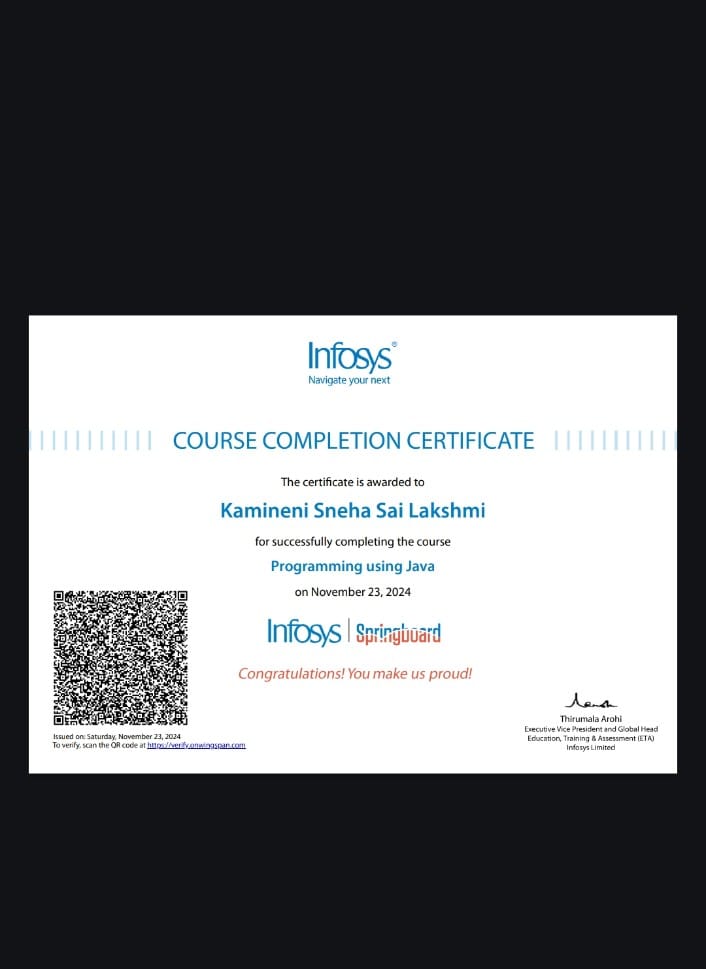 Infosys®
Navigate your next
COURSE COMPLETION CERTIFICATE
The certificate is awarded to
Kamineni Sneha Sai Lakshmi
for successfully completing the course
Programming using Java
on November 23, 2024
Infosys | Springboard
Congratulations! You make us proud!
Issued on: Saturday, November 23, 2024
To verify, scan the QR code at https://verify.onwingspan.com
Thirumala Arohi
Executive Vice President and Global Head
Education, Training & Assessment (ETA)
Infosys Limited